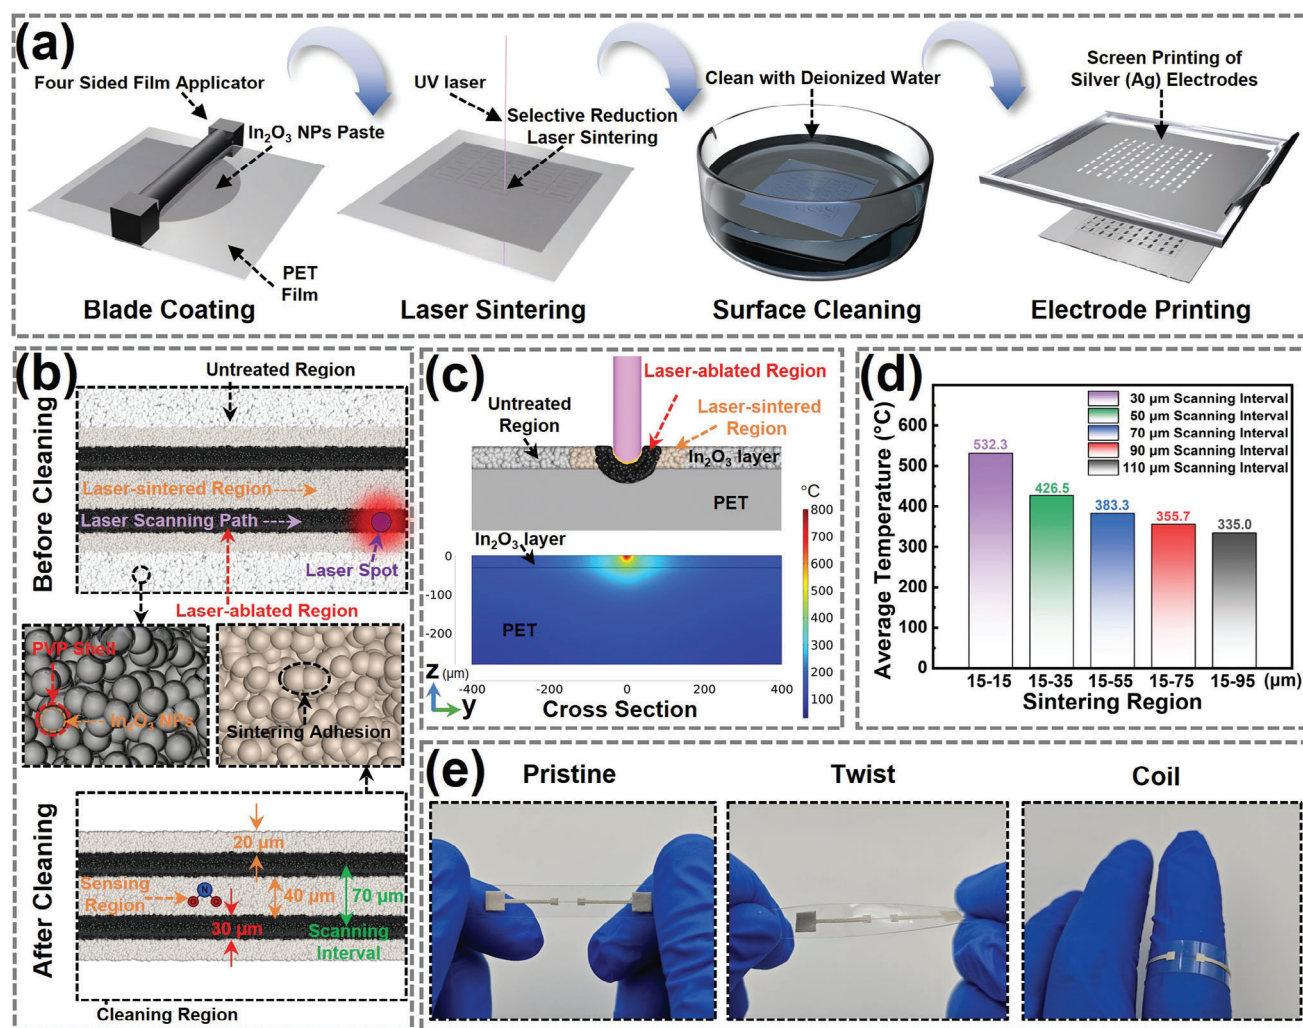 (a)
Four Sided Film Applicator
In₂O₃ NPs Paste
PET
Film
Blade Coating
UV laser
Selective Reduction
Laser Sintering
Laser Sintering
Clean with Deionized Water
Surface Cleaning
Screen Printing of
Silver (Ag) Electrodes
Electrode Printing
(b)
Before Cleaning
Untreated Region
Laser-sintered Region
Laser Scanning Path
Laser Spot
Laser-ablated Region
PVP Shell
In₂O₃ NPs
Sintering Adhesion
After Cleaning
20 μm
Sensing
Region
N
O
O
40 μm
70 μm
30 μm
Scanning
Interval
Cleaning Region
(c)
Laser-ablated Region
Untreated
Region
Laser-sintered
Region
In₂O₃ layer
PET
°C
800
700
600
500
400
300
200
100
In₂O₃ layer
0
-100
-200
PET
z (μm)
y
-400
-200
0
200
400
Cross Section
(d)
Average Temperature (°C)
600
500
400
300
200
100
0
30 μm Scanning Interval
50 μm Scanning Interval
70 μm Scanning Interval
90 μm Scanning Interval
110 μm Scanning Interval
532.3
426.5
383.3
355.7
335.0
15-15 15-35 15-55 15-75 15-95 (μm)
Sintering Region
(e)
Pristine
Twist
Coil